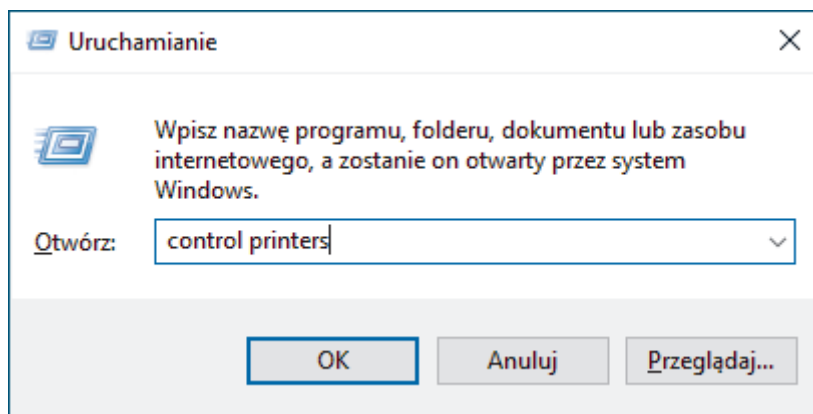 Uruchamianie
Wpisz nazwę programu, folderu, dokumentu lub zasobu
internetowego, a zostanie on otwarty przez system
Windows.
Otwórz: control printers
OK Anuluj Przeglądaj...